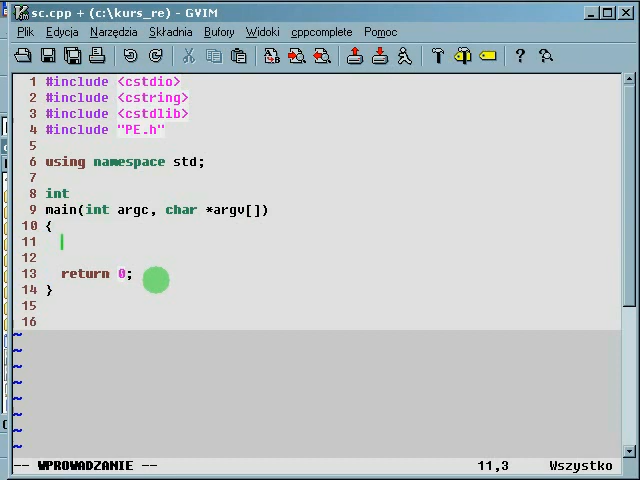 sc.cpp + (c:\kurs_re) - GVIM
Plik Edycja Narzędzia Składnia Bufory Widoki cppcomplete Pomoc
1 #include <cstdio>
2 #include <cstring>
3 #include <cstdlib>
4 #include "PE.h"
5
6 using namespace std;
7
8 int
9 main(int argc, char *argv[])
10 {
11
12
13 return 0;
14 }
15
16
~
~
~
~
~
~
~
~
-- WPROWADZANIE -- 11,3 Wszystko